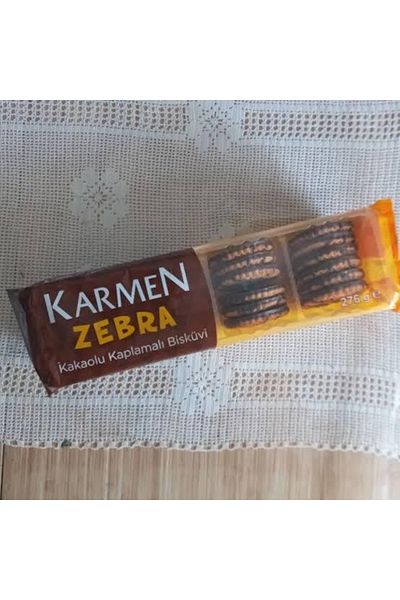 KARMEN
ZEBRA
Kakaolu Kaplamalı Bisküvi
276 g e